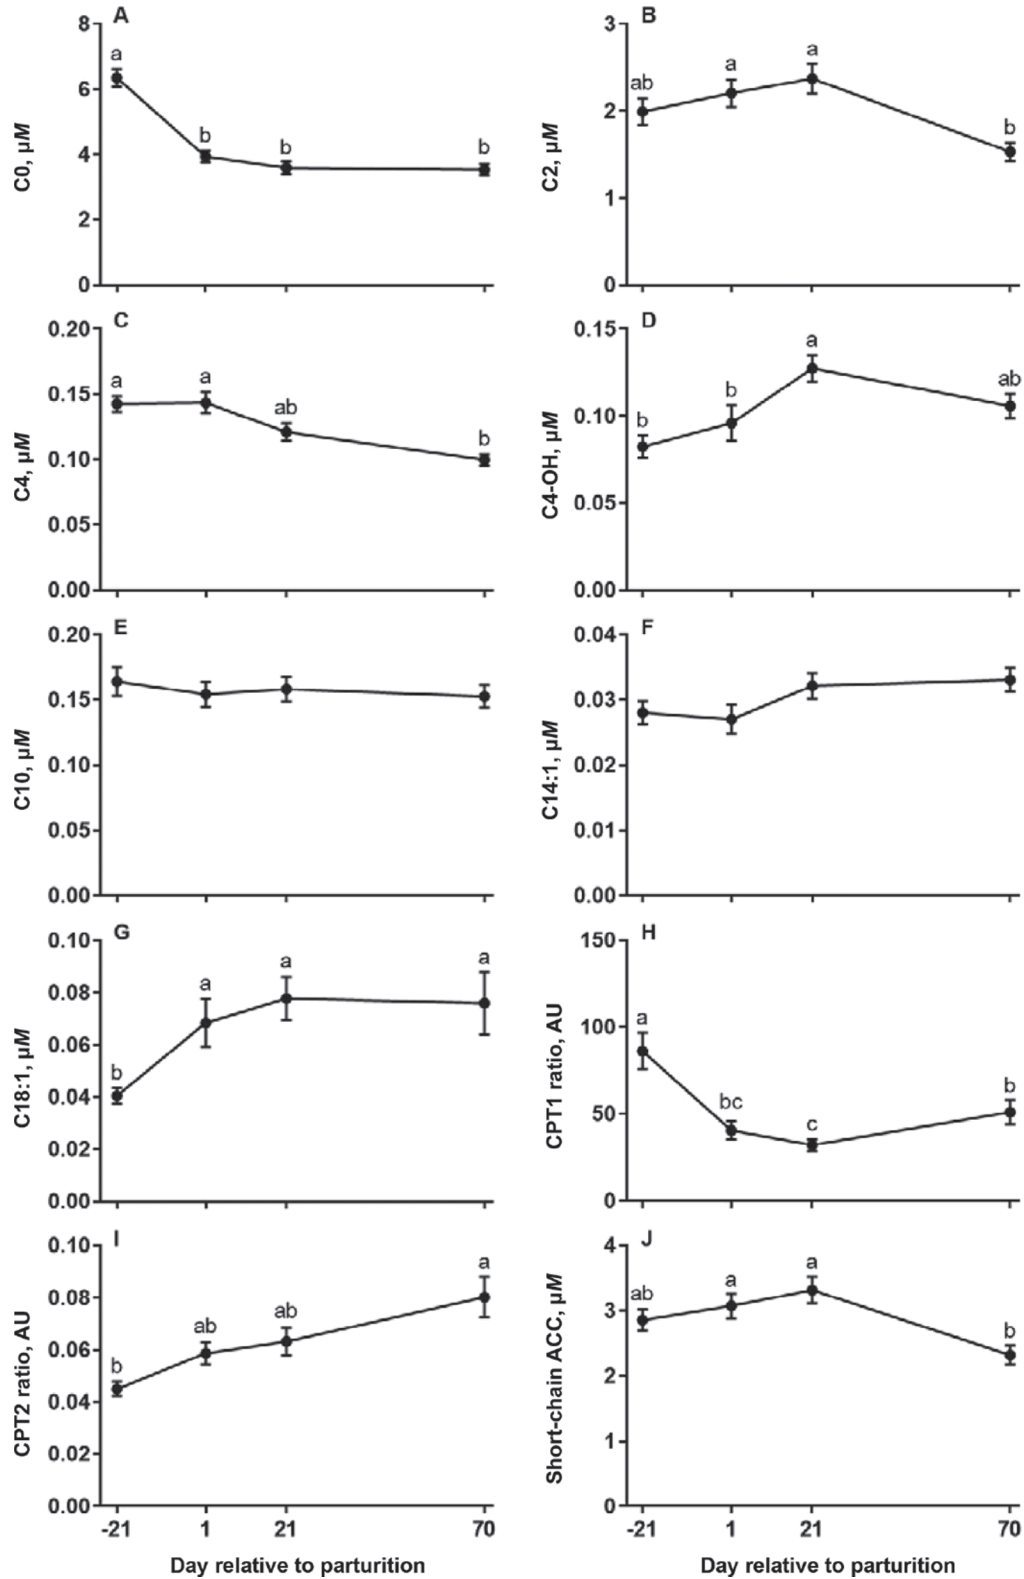 A
B
8
6
4
2
0
C0, µM
a
b
b
b
3
2
1
0
C2, µM
ab
a
a
b
C
D
0.20
0.15
0.10
0.05
0.00
C4, µM
a
a
ab
b
0.15
0.10
0.05
0.00
C4-OH, µM
b
b
a
ab
E
F
0.20
0.15
0.10
0.05
0.00
C10, µM
0.04
0.03
0.02
0.01
0.00
C14:1, µM
G
H
0.10
0.08
0.06
0.04
0.02
0.00
C18:1, µM
b
a
a
a
150
100
50
0
CPT1 ratio, AU
a
bc
c
b
I
J
0.10
0.08
0.06
0.04
0.02
0.00
CPT2 ratio, AU
b
ab
ab
a
4
3
2
1
0
Short-chain ACC, µM
ab
a
a
b
-21 1 21 70
-21 1 21 70
Day relative to parturition
Day relative to parturition